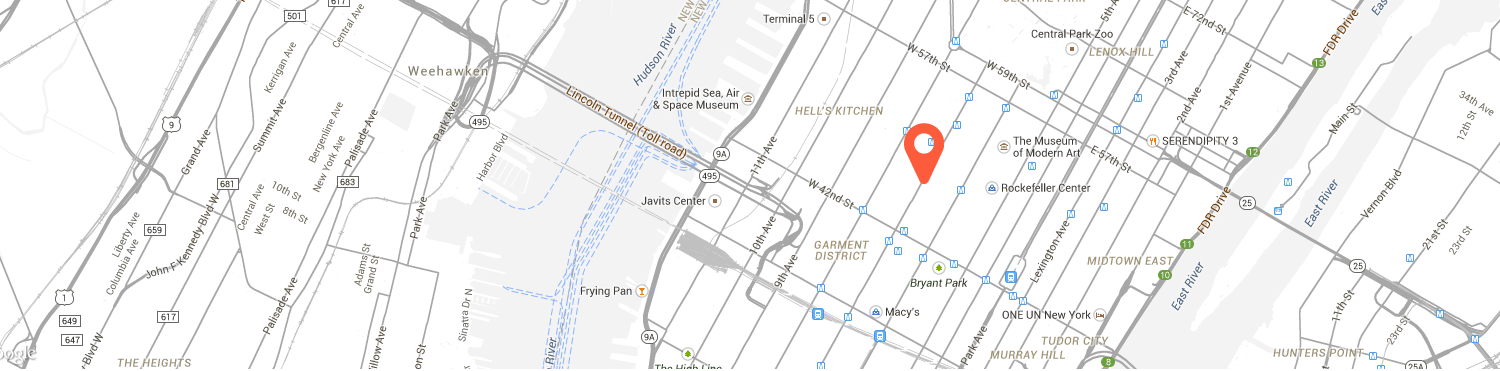 501
617
Central Ave
Terminal 5
NEW
NEW
5th A
CENTRAL PARK
E 72nd St
East River
East
FDR Drive
Central Park Zoo
LENOX HILL
W 57th St
W 59th St
13
Hudson River
Weehawken
Kerrigan Ave
Summit Ave
Bergenline Ave
New York Ave
Palisade Ave
Park Ave
Lincoln Tunnel (Toll road)
Intrepid Sea, Air
& Space Museum
HELL'S KITCHEN
3rd Ave
2nd Ave
1st Avenue
34th Ave
12th St
Main St
9
Grand Ave
495
Harbor Blvd
9A
495
11th Ave
The Museum
of Modern Art
E 57th St
SERENDIPITY 3
12
681
683
10th St
8th St
Central Ave
West St
Rockefeller Center
W 42nd St
Javits Center
Vernon Blvd
East River
FDR Drive
25
659
Liberty Ave
Columbia Ave
John F Kennedy Blvd W
Park Ave
10th Ave
9th Ave
GARMENT
DISTRICT
Lexington Ave
MIDTOWN EAST
11
10
21st St
23rd St
25
Adams St
Grand St
Palisade Ave
Bryant Park
East River
1
649
647
617
Sinatra Dr N
Frying Pan
Macy's
ONE UN New York
11th St
23rd St
9A
oogle
Blvd W
THE HEIGHTS
Willow Ave
on St
River
The High Line
Park Ave
TUDOR CITY
MURRAY HILL
8
HUNTERS POINT
25A